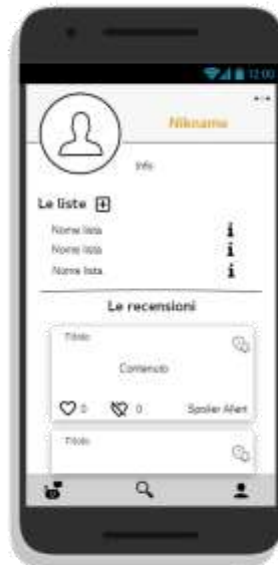 12:00
Nikname
Info
Le liste
Nome lista
Nome lista
Nome lista
Le recensioni
Titolo
Contenuto
0 0 Spoiler Alert
Titolo